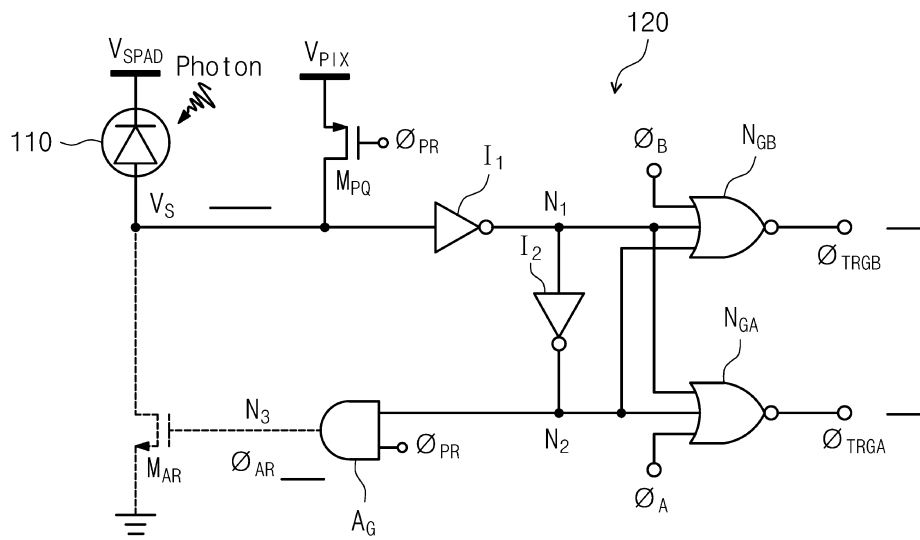 120
V_SPAD
Photon
V_PIX
110
Ø_PR
M_PQ
I_1
Ø_B
N_GB
V_S
N_1
I_2
Ø_TRGB
N_GA
N_3
Ø_AR
M_AR
Ø_PR
A_G
N_2
Ø_TRGA
Ø_A